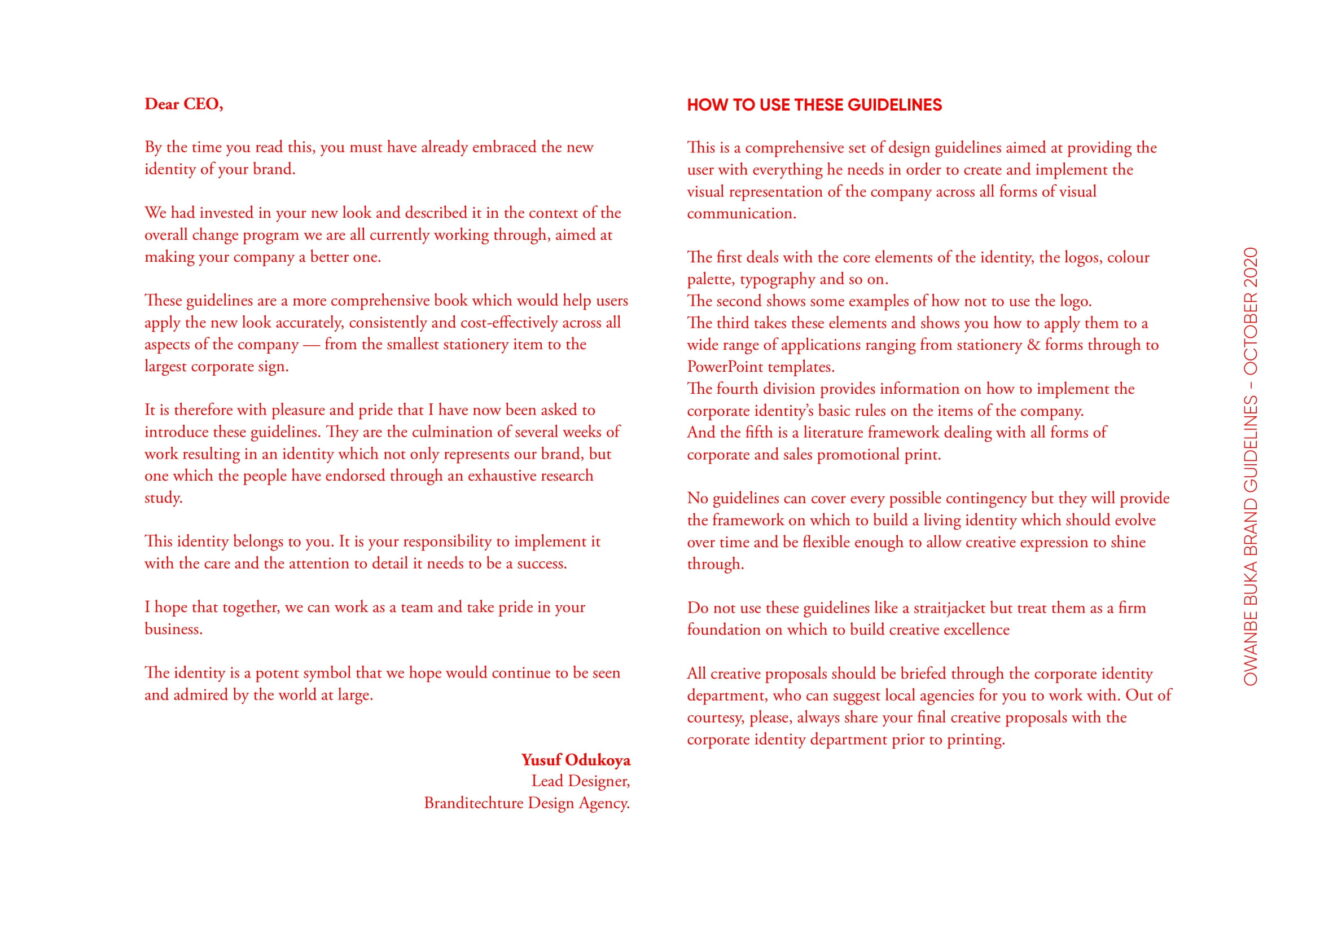 Dear CEO,
By the time you read this, you must have already embraced the new
identity of your brand.
We had invested in your new look and described it in the context of the
overall change program we are all currently working through, aimed at
making your company a better one.
These guidelines are a more comprehensive book which would help users
apply the new look accurately, consistently and cost-effectively across all
aspects of the company — from the smallest stationery item to the
largest corporate sign.
It is therefore with pleasure and pride that I have now been asked to
introduce these guidelines. They are the culmination of several weeks of
work resulting in an identity which not only represents our brand, but
one which the people have endorsed through an exhaustive research
study.
This identity belongs to you. It is your responsibility to implement it
with the care and the attention to detail it needs to be a success.
I hope that together, we can work as a team and take pride in your
business.
The identity is a potent symbol that we hope would continue to be seen
and admired by the world at large.
Yusuf Odukoya
Lead Designer,
Branditechture Design Agency.
HOW TO USE THESE GUIDELINES
This is a comprehensive set of design guidelines aimed at providing the
user with everything he needs in order to create and implement the
visual representation of the company across all forms of visual
communication.
The first deals with the core elements of the identity, the logos, colour
palette, typography and so on.
The second shows some examples of how not to use the logo.
The third takes these elements and shows you how to apply them to a
wide range of applications ranging from stationery & forms through to
PowerPoint templates.
The fourth division provides information on how to implement the
corporate identity's basic rules on the items of the company.
And the fifth is a literature framework dealing with all forms of
corporate and sales promotional print.
No guidelines can cover every possible contingency but they will provide
the framework on which to build a living identity which should evolve
over time and be flexible enough to allow creative expression to shine
through.
Do not use these guidelines like a straitjacket but treat them as a firm
foundation on which to build creative excellence
All creative proposals should be briefed through the corporate identity
department, who can suggest local agencies for you to work with. Out of
courtesy, please, always share your final creative proposals with the
corporate identity department prior to printing.
OWANBE BUKA BRAND GUIDELINES – OCTOBER 2020